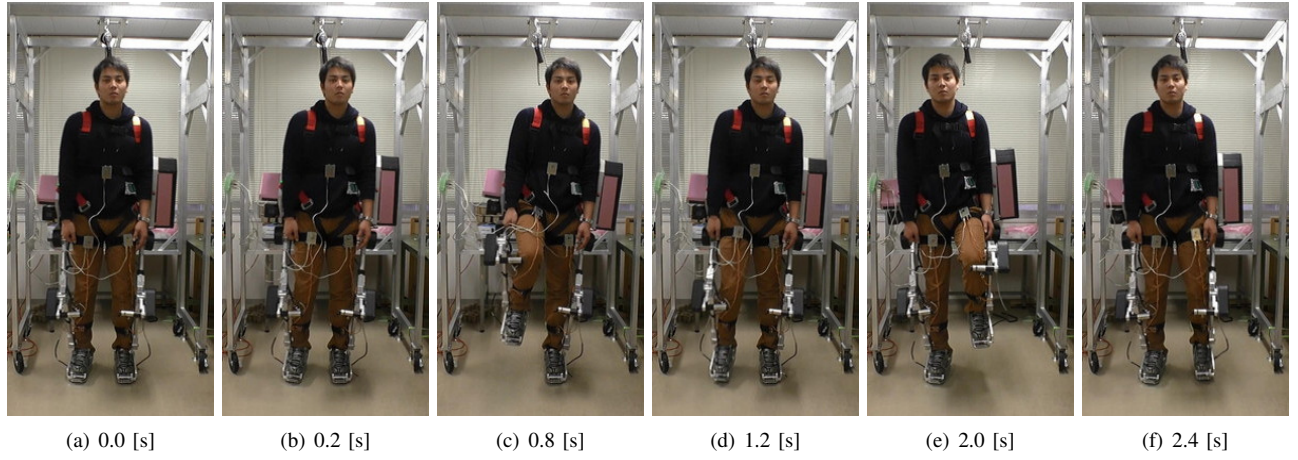 (a) 0.0 [s]
(b) 0.2 [s]
(c) 0.8 [s]
(d) 1.2 [s]
(e) 2.0 [s]
(f) 2.4 [s]